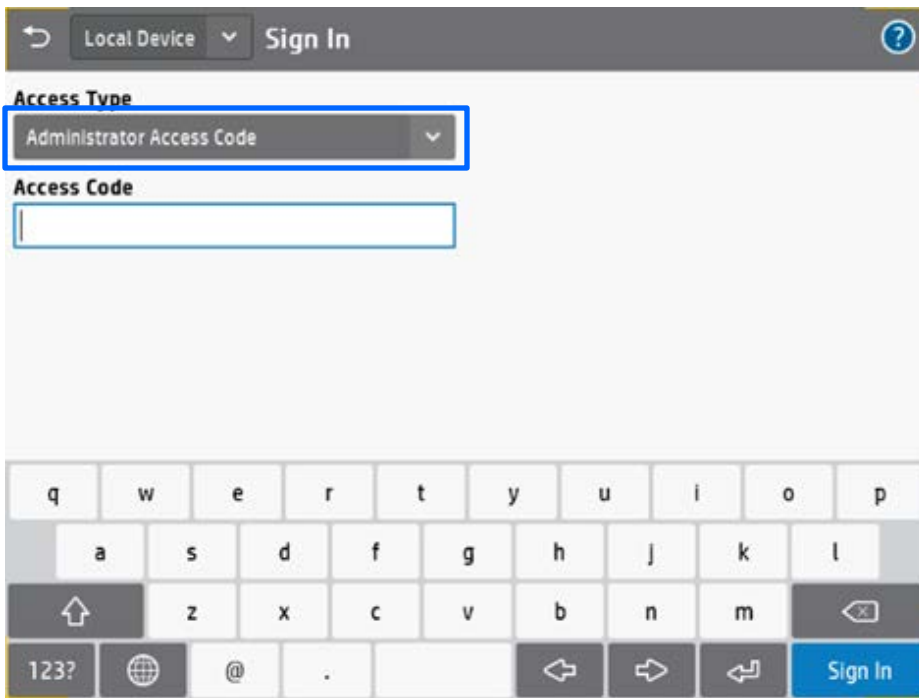 Local Device Sign In ?
Access Type
Administrator Access Code
Access Code
q w e r t y u i o p
a s d f g h j k l
z x c v b n m
123? @ . Sign In